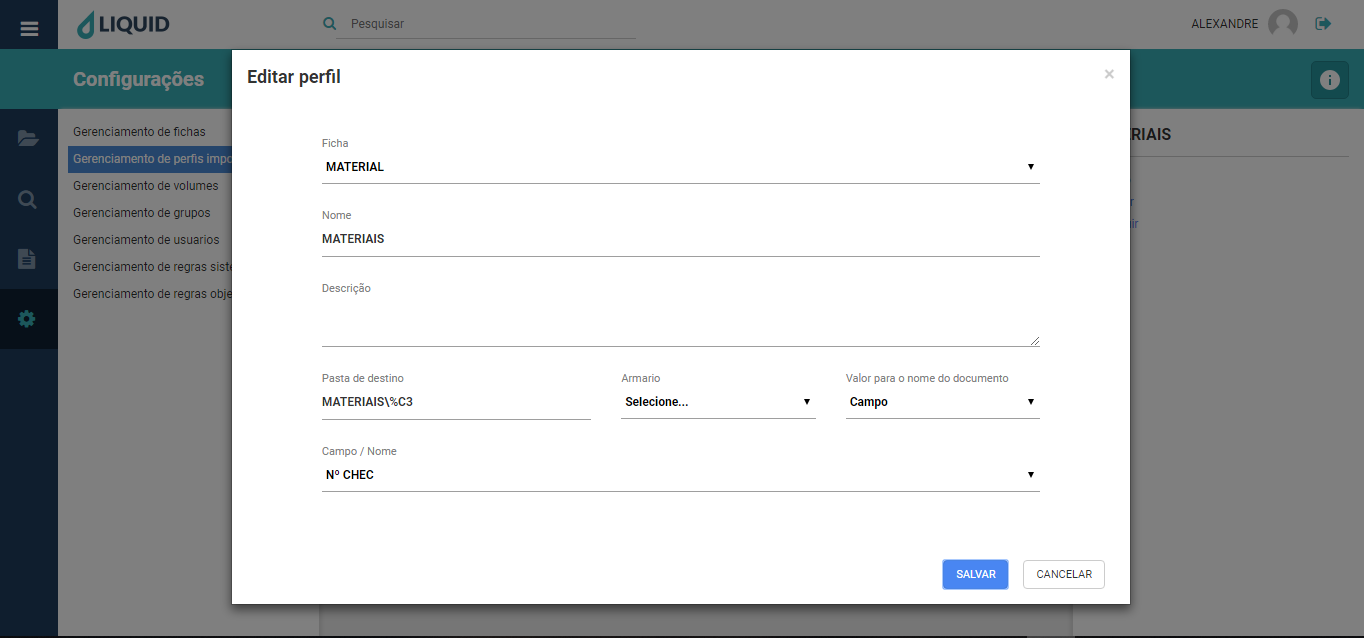 LIQUID
Pesquisar
ALEXANDRE
Configurações
Editar perfil
×
Gerenciamento de fichas
Gerenciamento de perfis impo
Gerenciamento de volumes
Gerenciamento de grupos
Gerenciamento de usuarios
Gerenciamento de regras siste
Gerenciamento de regras obje
RIAIS
Ficha
MATERIAL
Nome
MATERIAIS
Descrição
Pasta de destino
MATERIAIS\%C3
Armario
Selecione...
Valor para o nome do documento
Campo
Campo / Nome
Nº CHEC
SALVAR
CANCELAR